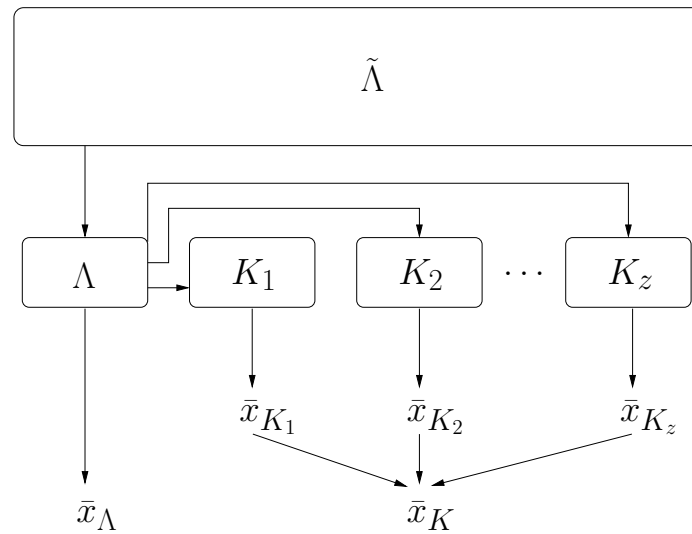 Λ̃
Λ K₁ K₂ ⋯ K_z
x̄_{K₁} x̄_{K₂} x̄_{K_z}
x̄_Λ x̄_K